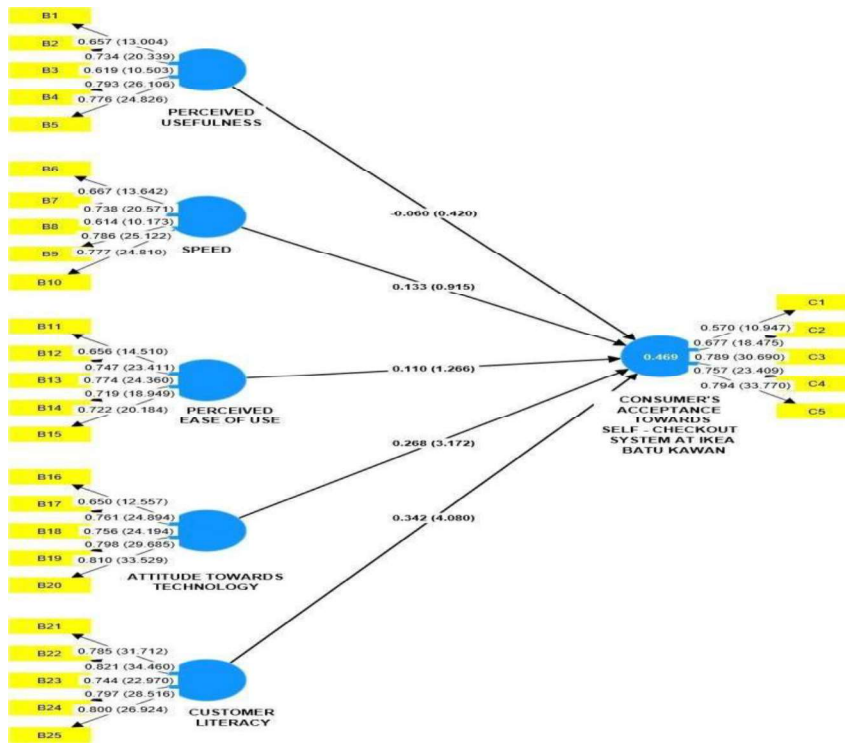 B1
0.657 (13.004)
B2
0.734 (20.339)
B3
0.619 (10.503)
B4
0.793 (26.106)
0.776 (24.826)
B5
PERCEIVED
USEFULNESS
B6
0.667 (13.642)
B7
0.738 (20.571)
B8
0.614 (10.173)
0.786 (25.122)
B9
0.777 (24.810)
B10
SPEED
B11
0.656 (14.510)
B12
0.747 (23.411)
B13
0.774 (24.360)
0.719 (18.949)
B14
0.722 (20.184)
B15
PERCEIVED
EASE OF USE
B16
0.650 (12.557)
B17
0.761 (24.894)
B18
0.756 (24.194)
0.798 (29.685)
B19
0.810 (33.529)
B20
ATTITUDE TOWARDS
TECHNOLOGY
B21
0.785 (31.712)
B22
0.821 (34.460)
B23
0.744 (22.970)
0.797 (28.516)
B24
0.800 (26.924)
B25
CUSTOMER
LITERACY
-0.060 (0.420)
0.133 (0.915)
0.110 (1.266)
0.268 (3.172)
0.342 (4.080)
0.469
C1
0.570 (10.947)
C2
0.677 (18.475)
0.789 (30.690)
C3
0.757 (23.409)
C4
0.794 (33.770)
C5
CONSUMER'S
ACCEPTANCE
TOWARDS
SELF - CHECKOUT
SYSTEM AT IKEA
BATU KAWAN